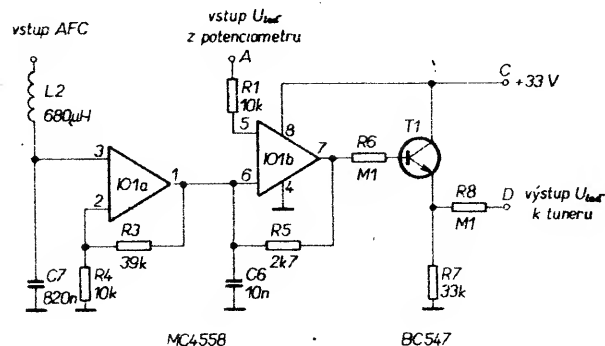 vstup AFC
vstup U_lad
z potenciometru
A
L2
680µH
R1
10k
C
+33 V
5
8
3
1
IO1a
2
6
IO1b
7
4
R6
M1
T1
R8
M1
D
výstup U_lad
k tuneru
R3
39k
R5
2k7
C7
820n
R4
10k
C6
10n
R7
33k
MC4558
BC547